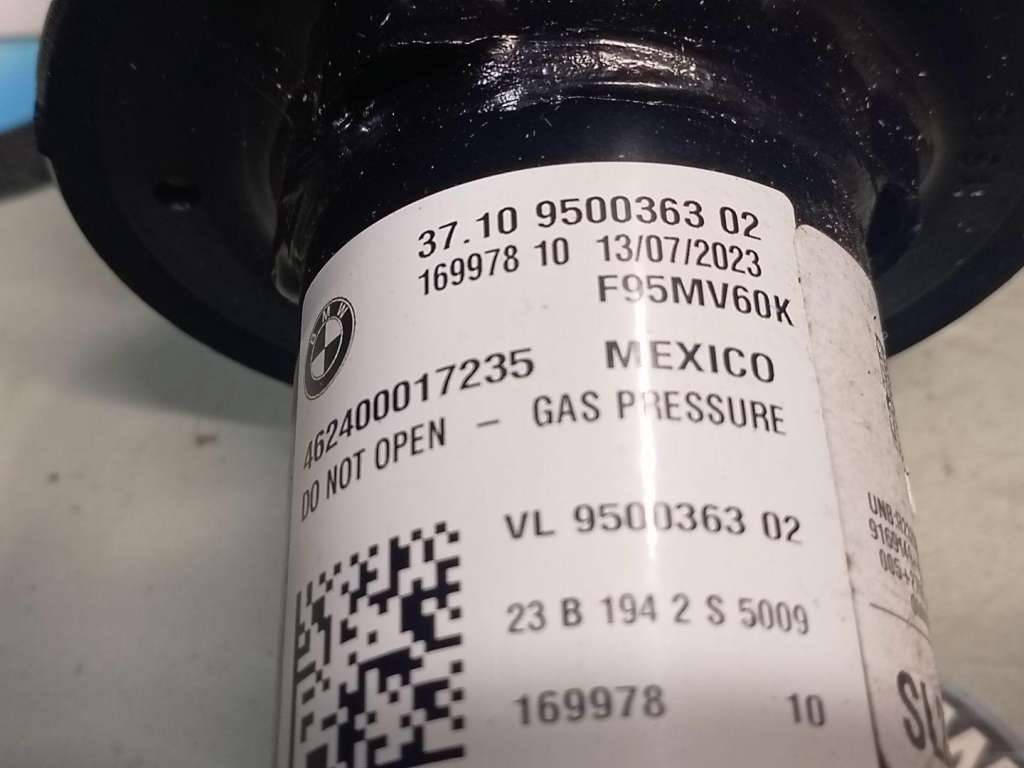 37.10 9500363 02
169978 10 13/07/2023
F95MV60K
BMW
462400017235 MEXICO
DO NOT OPEN - GAS PRESSURE
VL 9500363 02
23 B 194 2 S 5009
169978 10